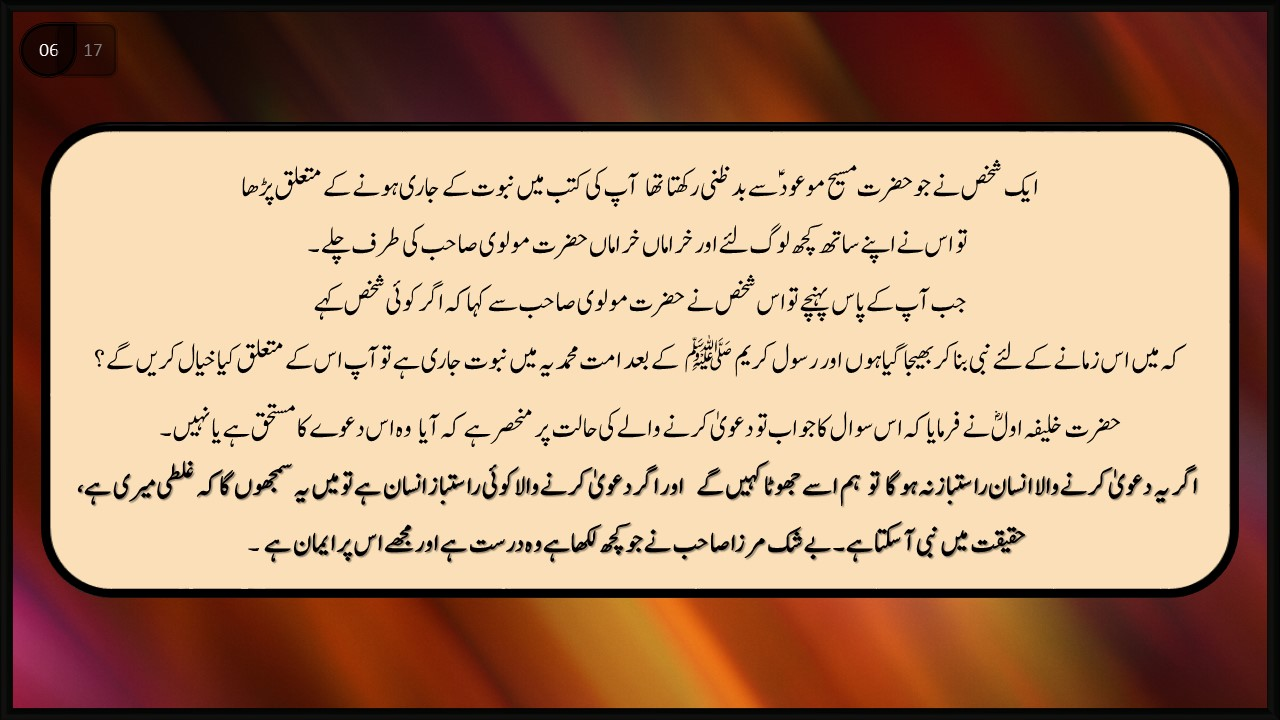 06 17
ایک شخص نے جو حضرت مسیح موعودؑ سے بدظنی رکھتا تھا آپ کی کتب میں نبوت کے جاری ہونے کے متعلق پڑھا
تو اس نے اپنے ساتھ کچھ لوگ لئے اور خراماں خراماں حضرت مولوی صاحب کی طرف چلے۔
جب آپ کے پاس پہنچے تو اس شخص نے حضرت مولوی صاحب سے کہا کہ اگر کوئی شخص کہے
کہ میں اس زمانے کے لئے نبی بنا کر بھیجا گیا ہوں اور رسول کریم ﷺ کے بعد امت محمدیہ میں نبوت جاری ہے تو آپ اس کے متعلق کیا خیال کریں گے؟
حضرت خلیفہ اولؓ نے فرمایا کہ اس سوال کا جواب تو دعویٰ کرنے والے کی حالت پر منحصر ہے کہ آیا وہ اس دعوے کا مستحق ہے یا نہیں۔
اگر یہ دعویٰ کرنے والا انسان راستباز نہ ہو گا تو ہم اسے جھوٹا کہیں گے اور اگر دعویٰ کرنے والا کوئی راستباز انسان ہے تو میں یہ سمجھوں گا کہ غلطی میری ہے،
حقیقت میں نبی آ سکتا ہے۔ بے شک مرزا صاحب نے جو کچھ لکھا ہے وہ درست ہے اور مجھے اس پر ایمان ہے ۔